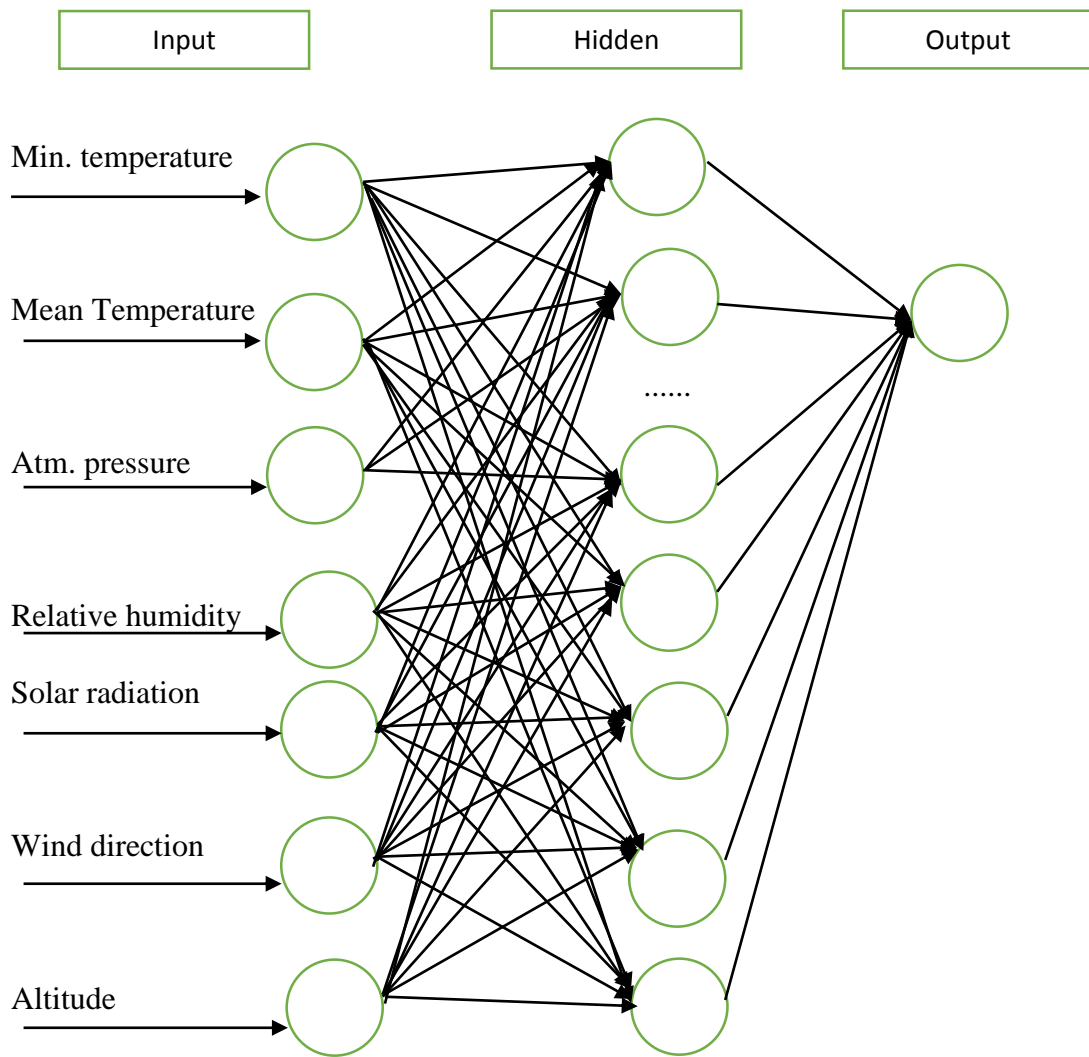 Input
Hidden
Output
Min. temperature
Mean Temperature
......
Atm. pressure
Relative humidity
Solar radiation
Wind direction
Altitude